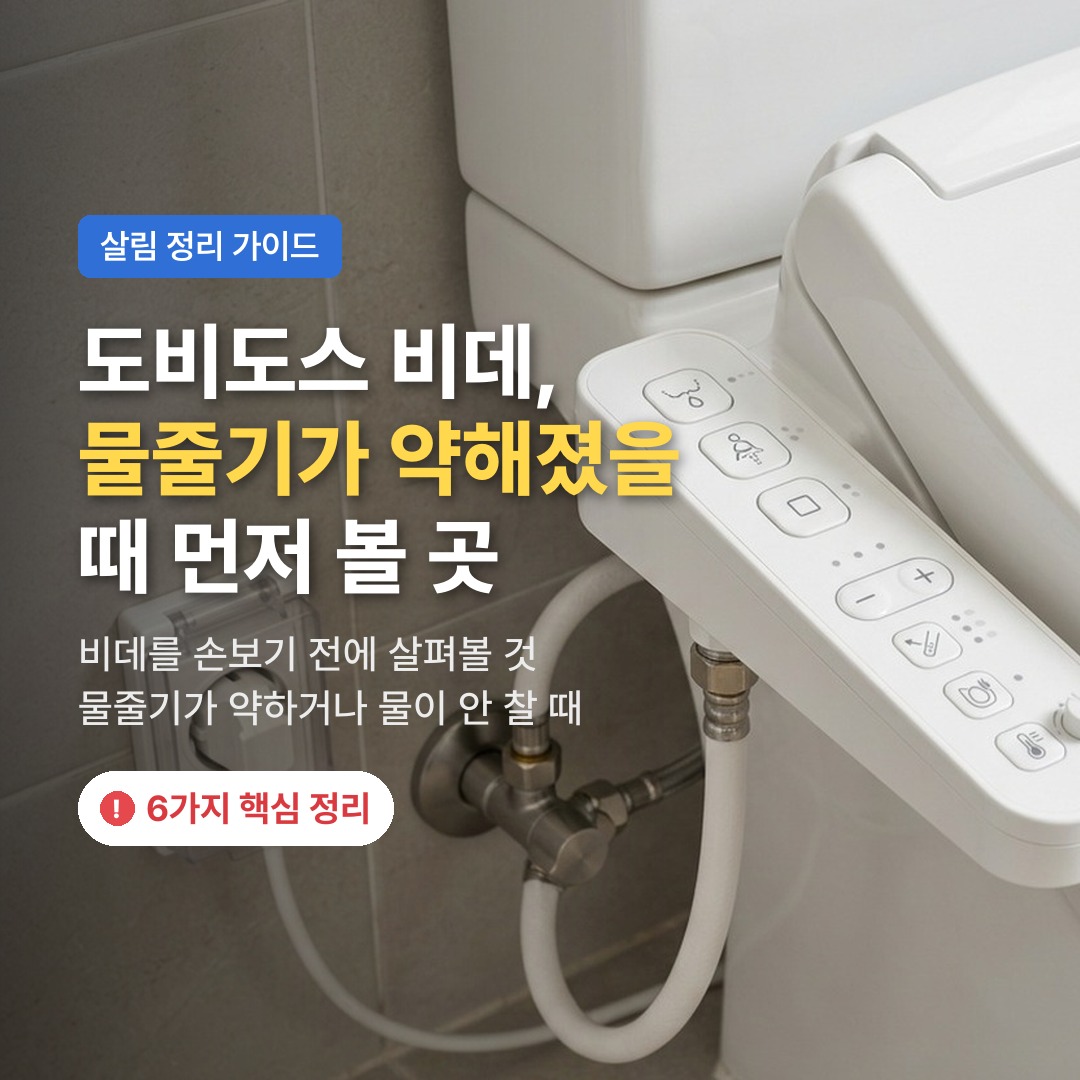 살림 정리 가이드
도비도스 비데,
물줄기가 약해졌을
때 먼저 볼 곳
비데를 손보기 전에 살펴볼 것
물줄기가 약하거나 물이 안 찰 때
! 6가지 핵심 정리